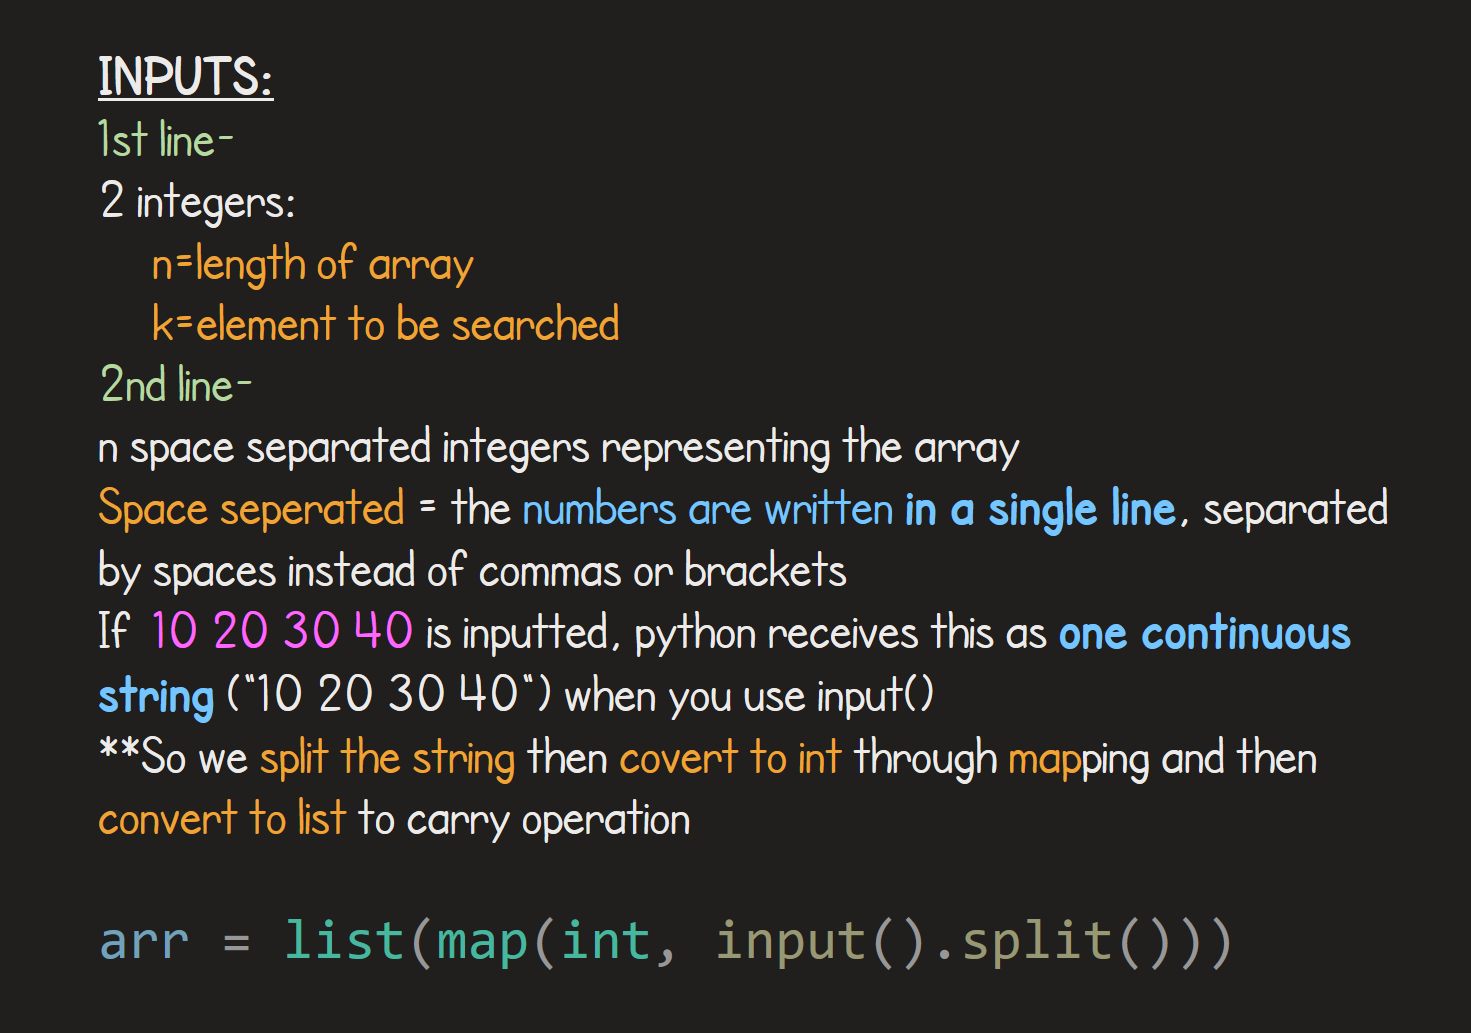 INPUTS:
1st line-
2 integers:
n=length of array
k=element to be searched
2nd line-
n space separated integers representing the array
Space seperated = the numbers are written in a single line, separated
by spaces instead of commas or brackets
If 10 20 30 40 is inputted, python receives this as one continuous
string ("10 20 30 40") when you use input()
**So we split the string then covert to int through mapping and then
convert to list to carry operation
arr = list(map(int, input().split()))